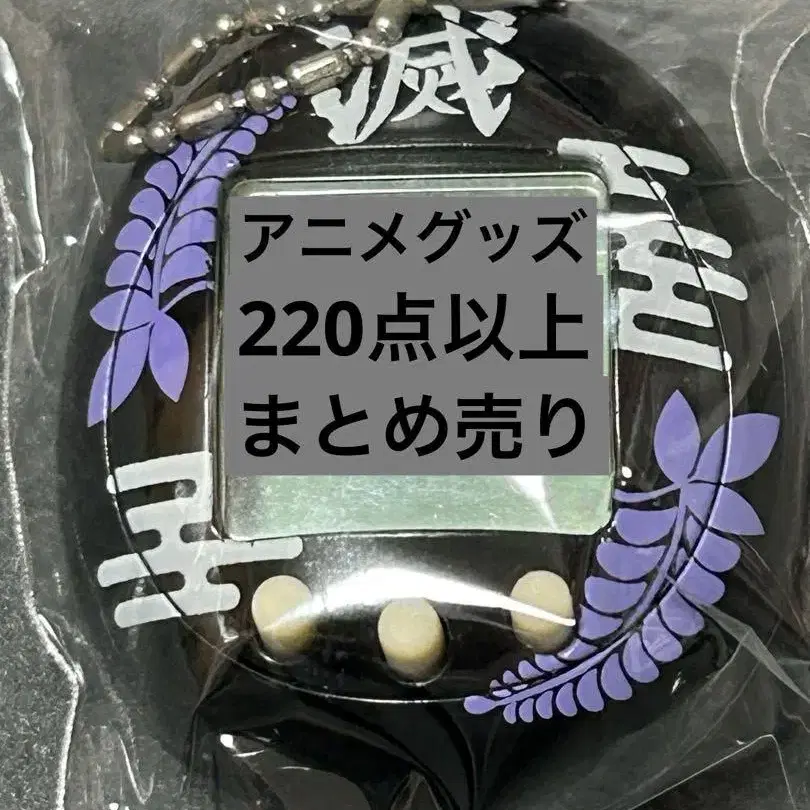 滅
アニメグッズ
220点以上
まとめ売り